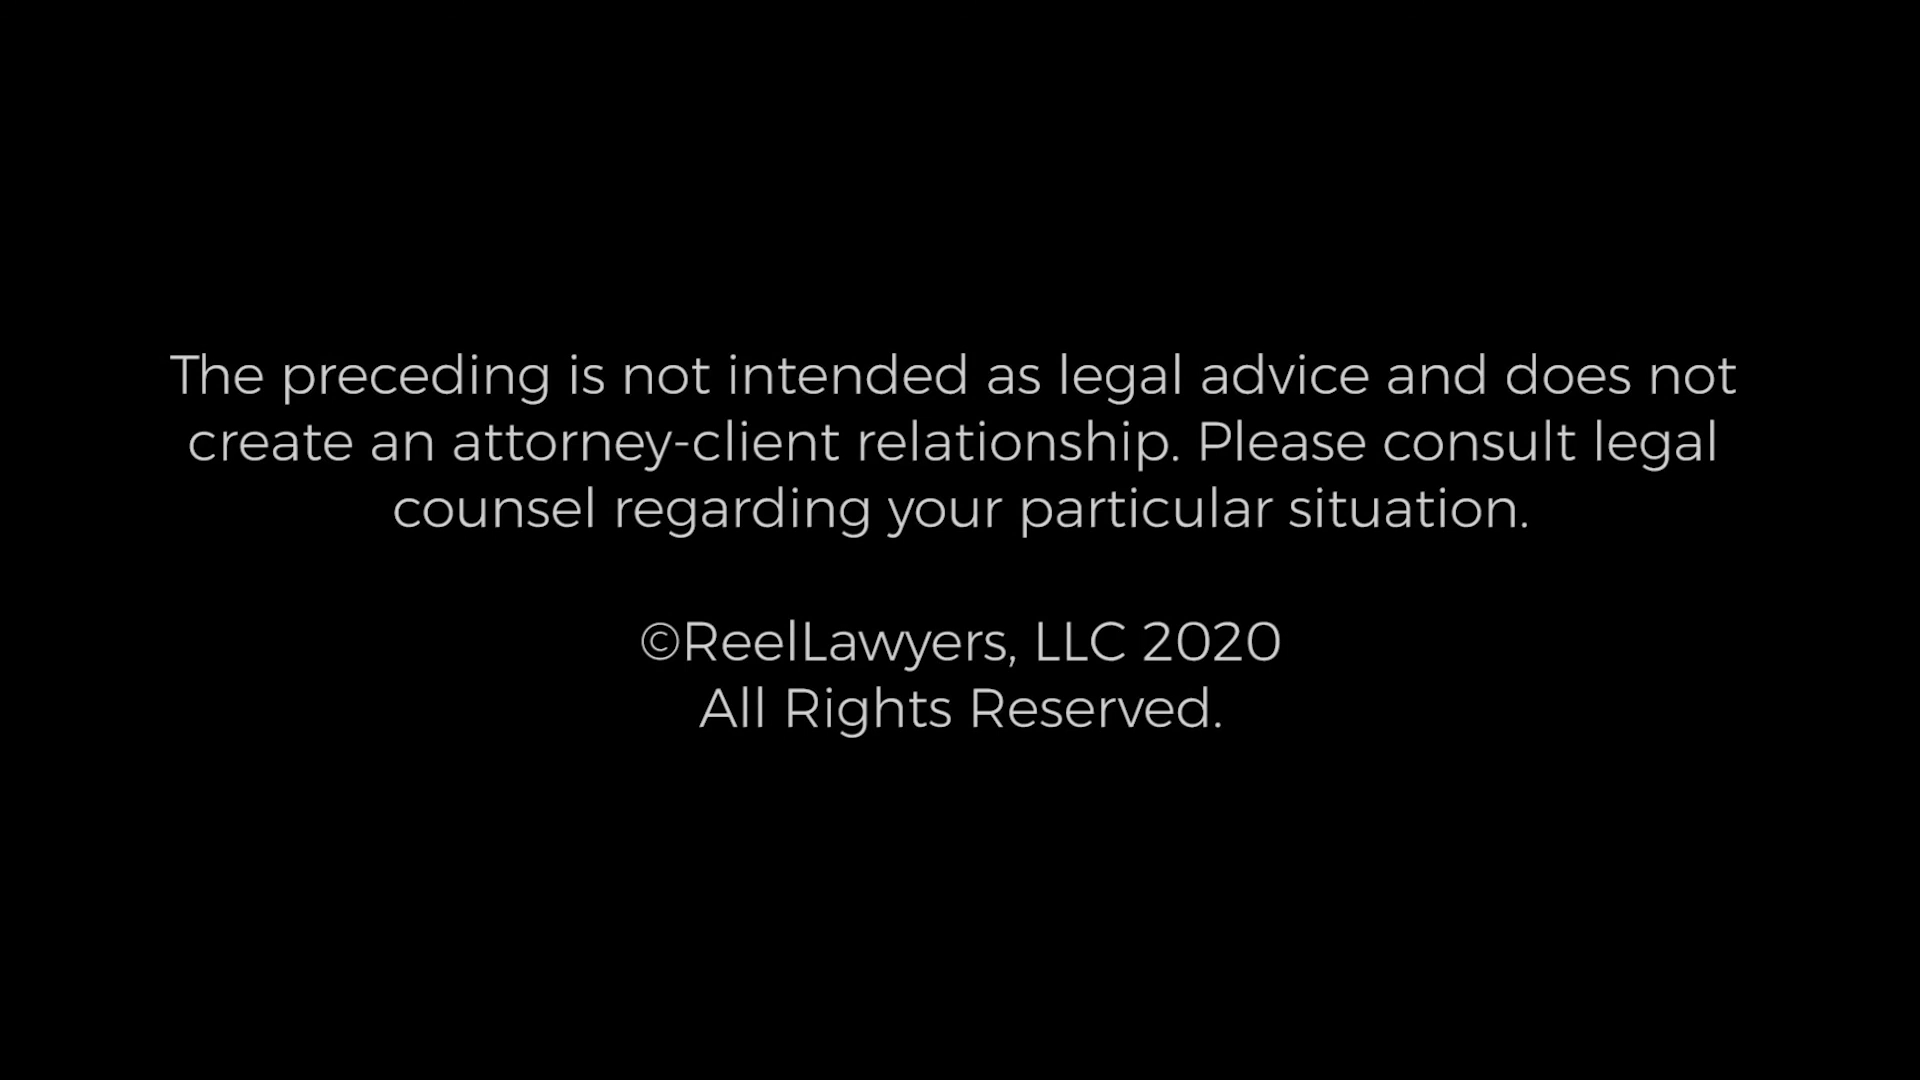 The preceding is not intended as legal advice and does not
create an attorney-client relationship. Please consult legal
counsel regarding your particular situation.
©ReelLawyers, LLC 2020
All Rights Reserved.